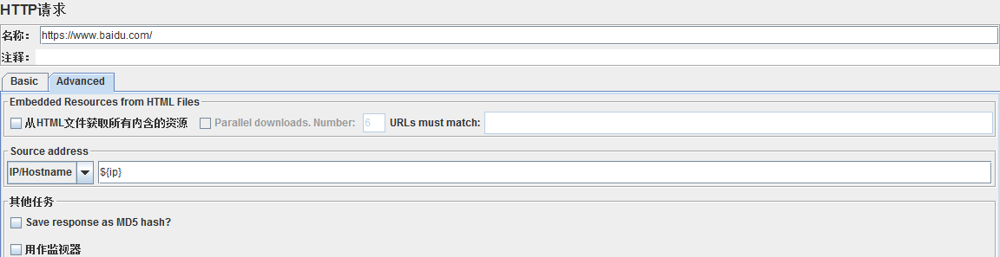 HTTP请求
名称： https://www.baidu.com/
注释：
Basic Advanced
Embedded Resources from HTML Files
从HTML文件获取所有内含的资源 Parallel downloads. Number: 6 URLs must match:
Source address
IP/Hostname ${ip}
其他任务
Save response as MD5 hash?
用作监视器